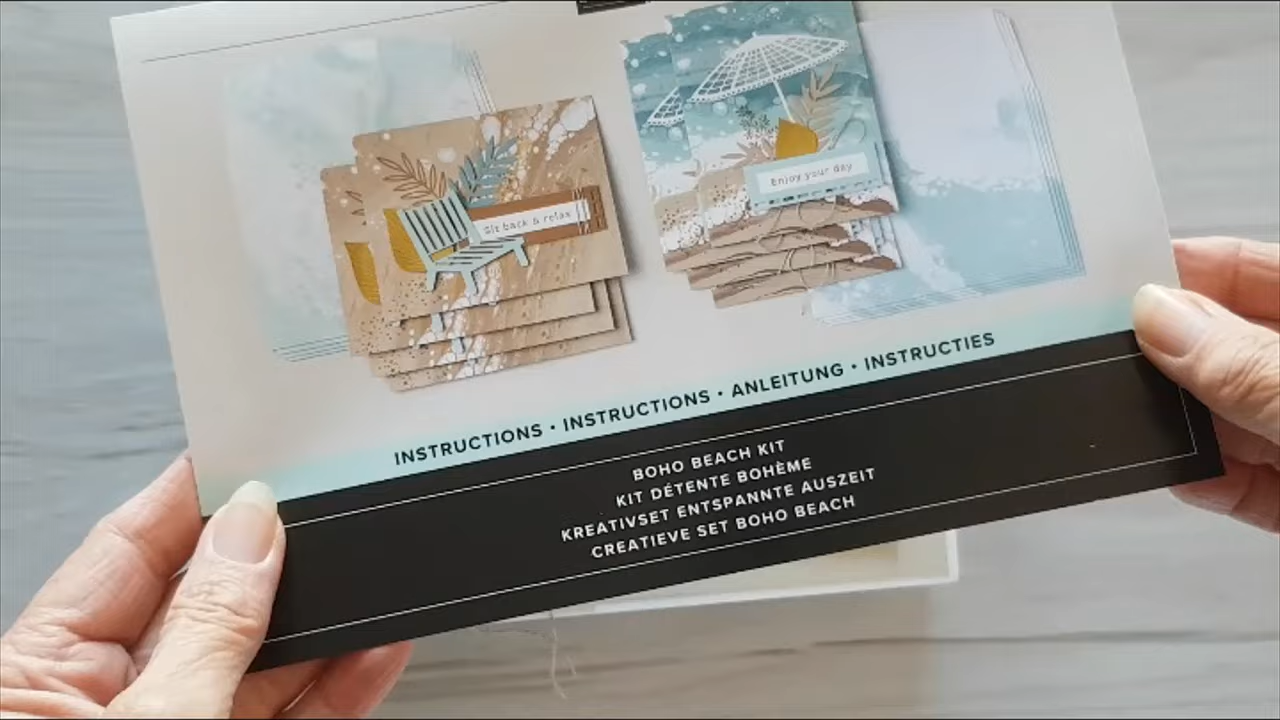 Sit back & relax
Enjoy your day
INSTRUCTIONS • INSTRUCTIONS • ANLEITUNG • INSTRUCTIES
BOHO BEACH KIT
KIT DÉTENTE BOHÈME
KREATIVSET ENTSPANNTE AUSZEIT
CREATIEVE SET BOHO BEACH